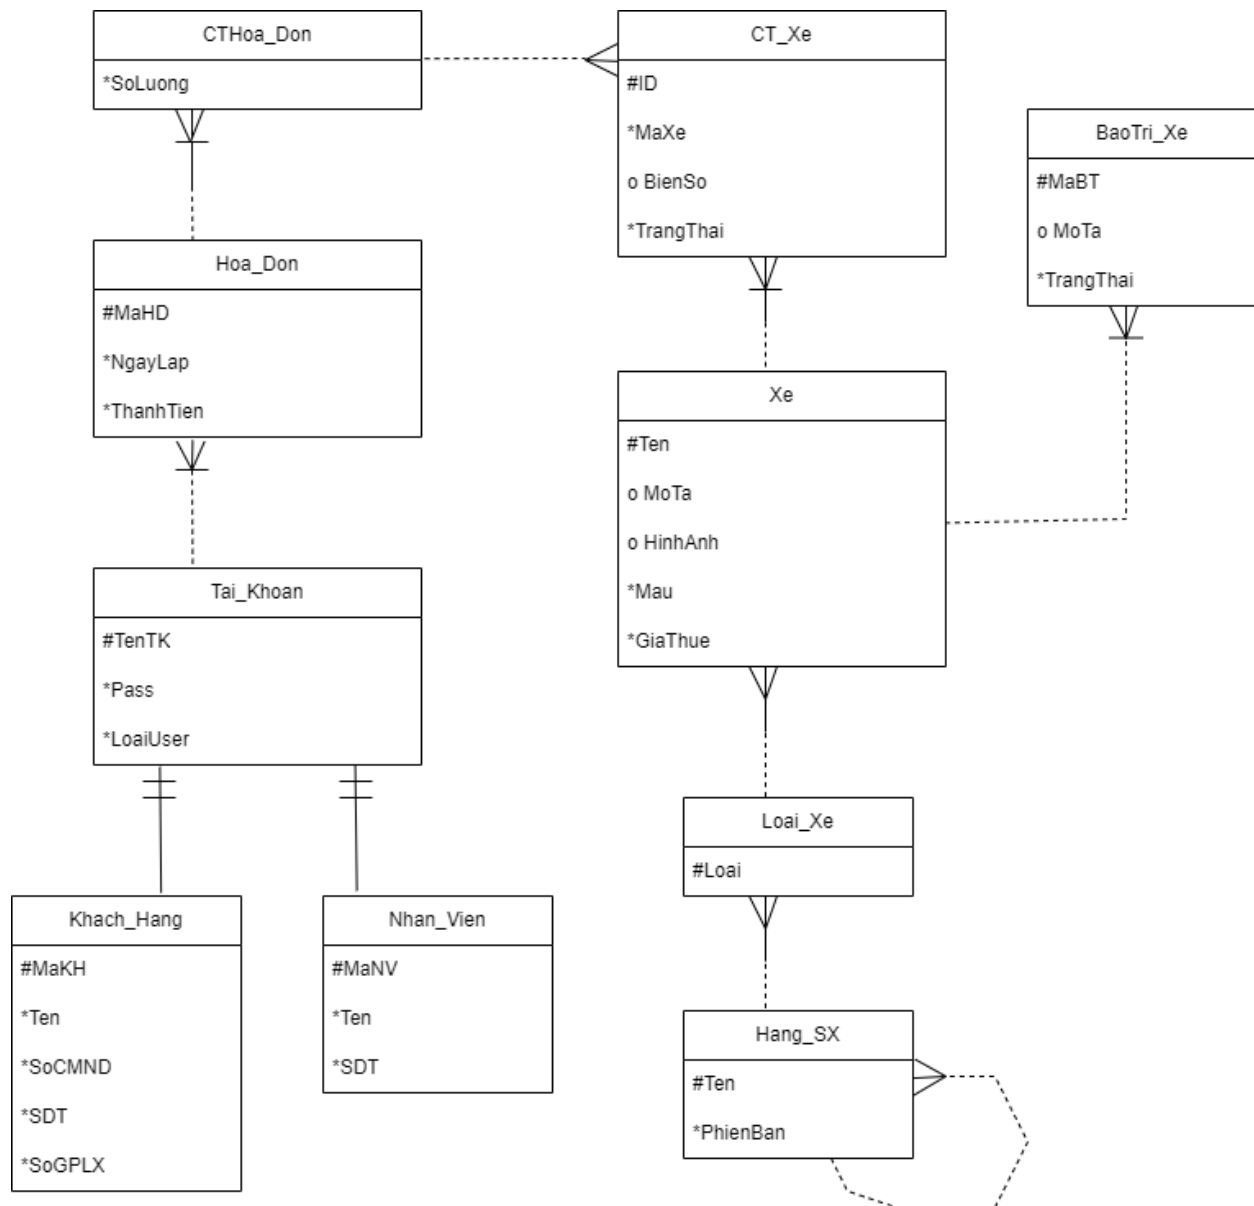 CTHoa_Don
*SoLuong
CT_Xe
#ID
*MaXe
o BienSo
*TrangThai
BaoTri_Xe
#MaBT
o MoTa
*TrangThai
Hoa_Don
#MaHD
*NgayLap
*ThanhTien
Xe
#Ten
o MoTa
o HinhAnh
*Mau
*GiaThue
Tai_Khoan
#TenTK
*Pass
*LoaiUser
Loai_Xe
#Loai
Khach_Hang
#MaKH
*Ten
*SoCMND
*SDT
*SoGPLX
Nhan_Vien
#MaNV
*Ten
*SDT
Hang_SX
#Ten
*PhienBan